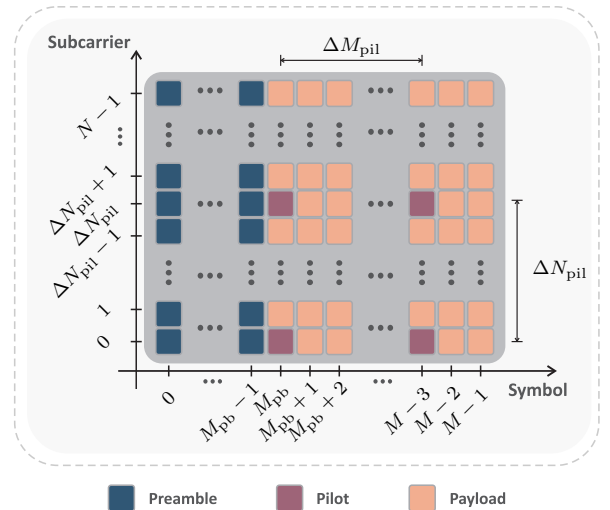 Subcarrier
ΔM_pil
N − 1
ΔN_pil + 1
ΔN_pil
ΔN_pil − 1
ΔN_pil
1
0
0
M_pb − 1
M_pb
M_pb + 1
M_pb + 2
M − 3
M − 2
M − 1
Symbol
Preamble
Pilot
Payload